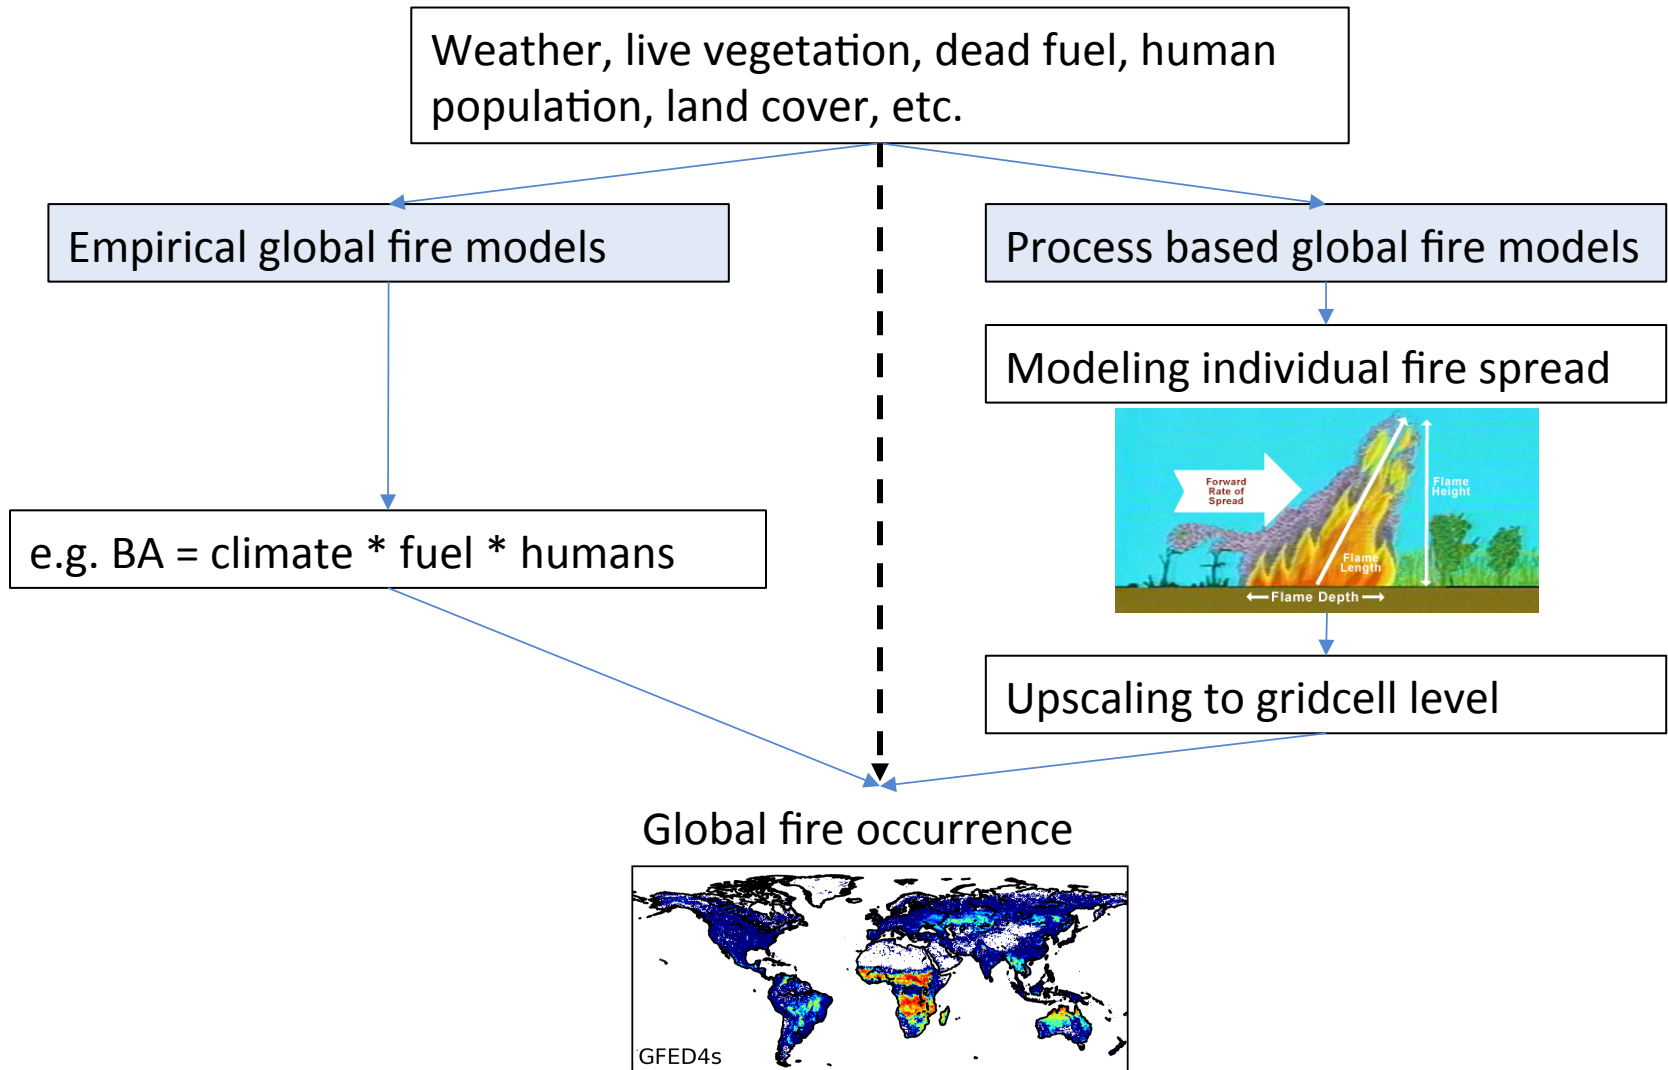 Weather, live vegetation, dead fuel, human
population, land cover, etc.
Empirical global fire models
Process based global fire models
Modeling individual fire spread
Forward
Rate of
Spread
Flame
Height
Flame
Length
Flame Depth
e.g. BA = climate * fuel * humans
Upscaling to gridcell level
Global fire occurrence
GFED4s